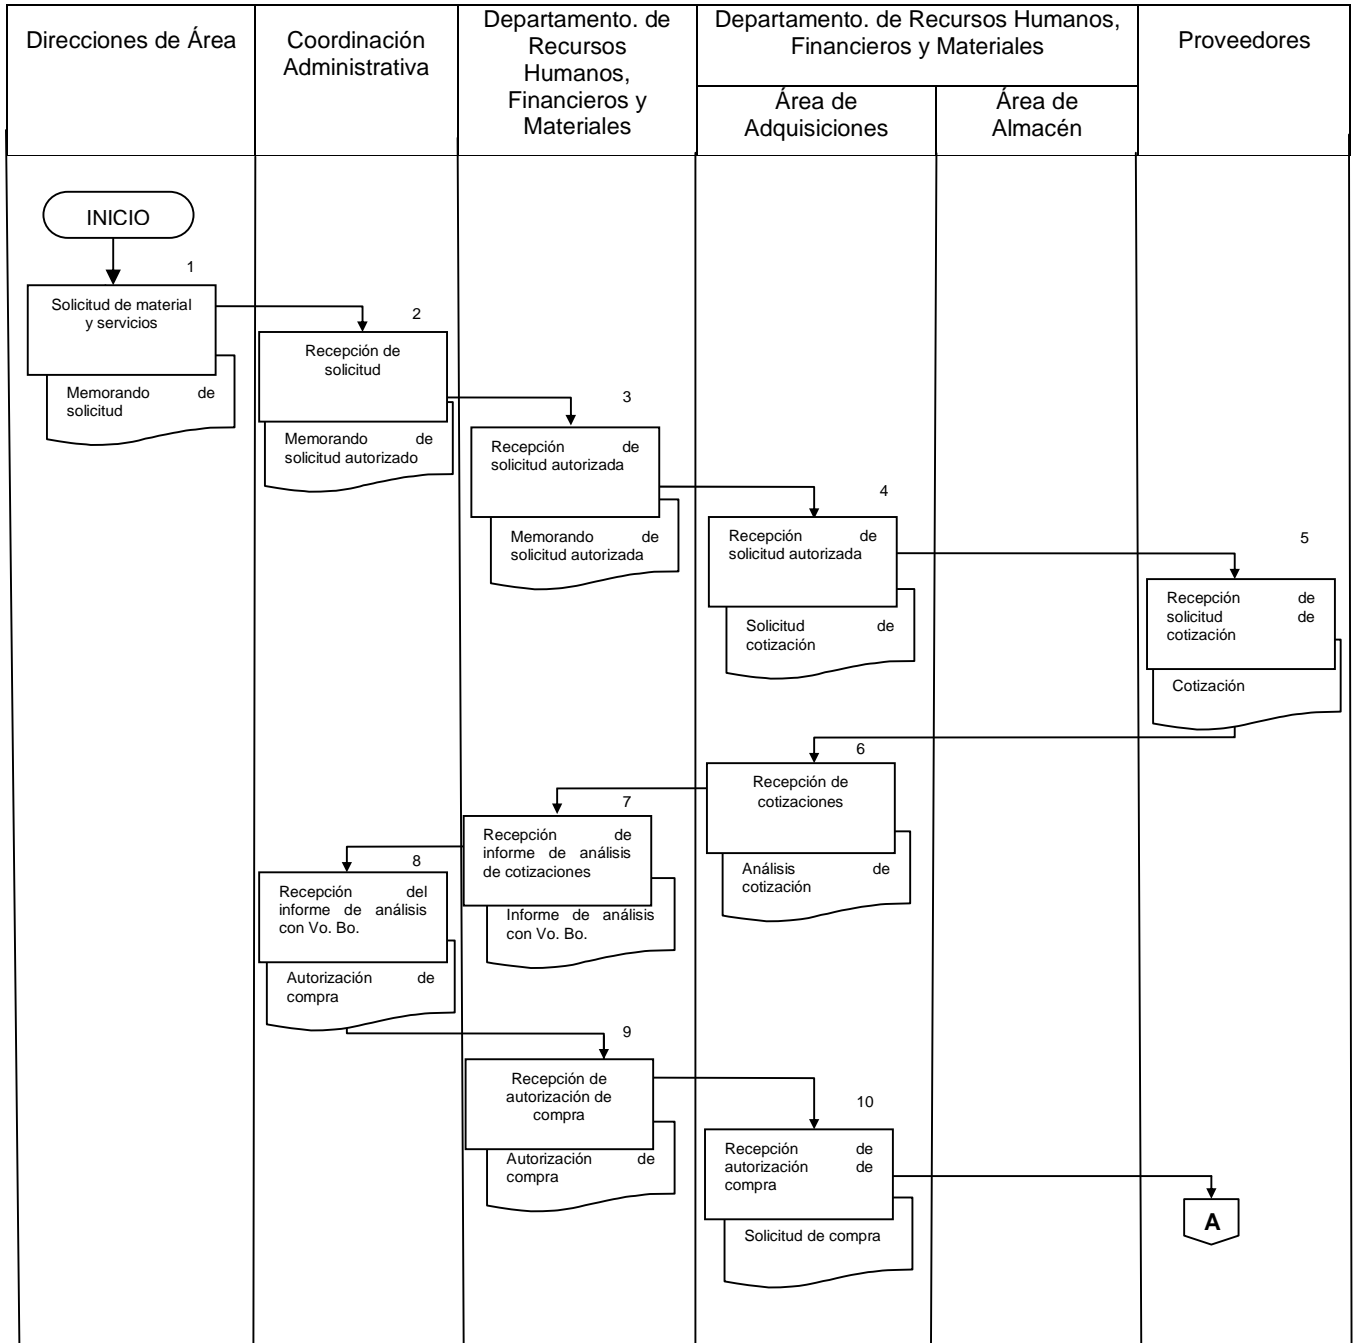 Direcciones de Área
Coordinación
Administrativa
Departamento. de
Recursos
Humanos,
Financieros y
Materiales
Departamento. de Recursos Humanos,
Financieros y Materiales
Área de
Adquisiciones
Área de
Almacén
Proveedores
INICIO
1
Solicitud de material
y servicios
Memorando de
solicitud
2
Recepción de
solicitud
Memorando de
solicitud autorizado
3
Recepción de
solicitud autorizada
Memorando de
solicitud autorizada
4
Recepción de
solicitud autorizada
Solicitud de
cotización
5
Recepción de
solicitud de
cotización
Cotización
6
Recepción de
cotizaciones
Análisis de
cotización
7
Recepción de
informe de análisis
de cotizaciones
Informe de análisis
con Vo. Bo.
8
Recepción del
informe de análisis
con Vo. Bo.
Autorización de
compra
9
Recepción de
autorización de
compra
Autorización de
compra
10
Recepción de
autorización de
compra
Solicitud de compra
A